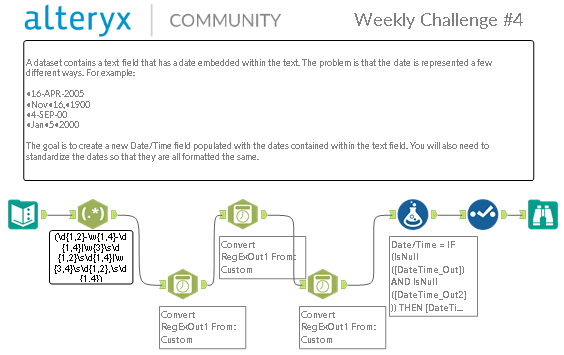 alteryx | COMMUNITY
Weekly Challenge #4
A dataset contains a text field that has a date embedded within the text. The problem is that the date is represented a few
different ways. For example:
•16-APR-2005
•Nov•16,•1900
•4-SEP-00
•Jan•5•2000
The goal is to create a new Date/Time field populated with the dates contained within the text field. You will also need to
standardize the dates so that they are all formatted the same.
(.*)
(\d{1,2}-\w{1,4}-\d
{1,4}|\w{3}\s\d
{1,2}\s\d{1,4}|\w
{3,4}\s\d{1,2},\s\d
{1,4})
Convert
RegExOut1 From:
Custom
Convert
RegExOut1 From:
Custom
Convert
RegExOut1 From:
Custom
Date/Time = IF
(IsNull
([DateTime_Out])
AND IsNull
([DateTime_Out2]
)) THEN [DateTi...